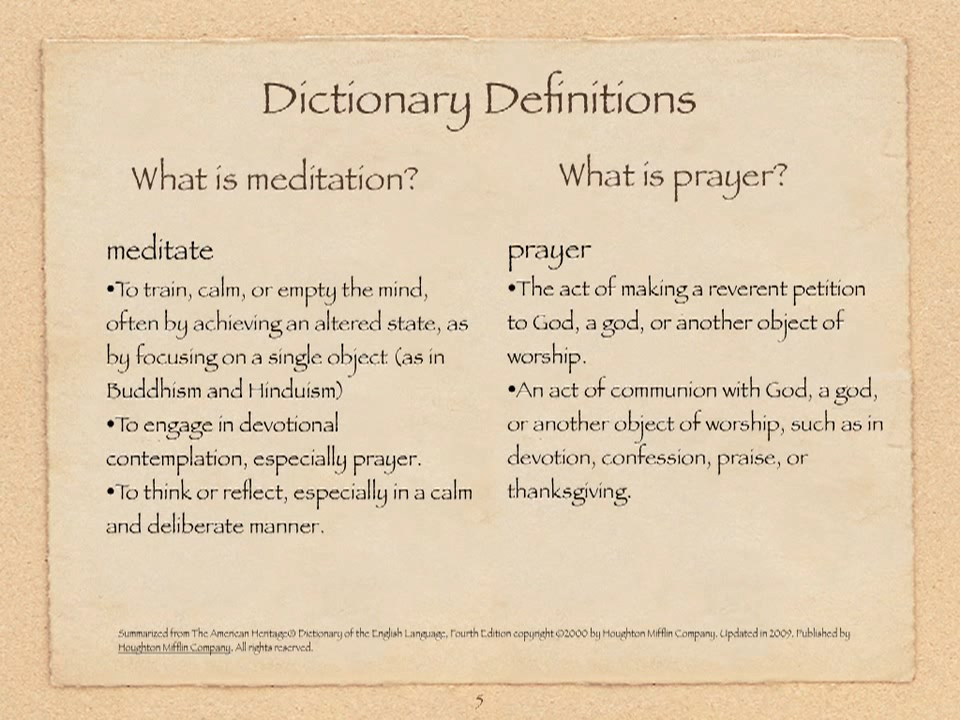 Dictionary Definitions
What is meditation?
meditate
•To train, calm, or empty the mind,
often by achieving an altered state, as
by focusing on a single object (as in
Buddhism and Hinduism)
•To engage in devotional
contemplation, especially prayer.
•To think or reflect, especially in a calm
and deliberate manner.
What is prayer?
prayer
•The act of making a reverent petition
to God, a god, or another object of
worship.
•An act of communion with God, a god,
or another object of worship, such as in
devotion, confession, praise, or
thanksgiving.
Summarized from The American Heritage® Dictionary of the English Language, Fourth Edition copyright ©2000 by Houghton Mifflin Company. Updated in 2009. Published by
Houghton Mifflin Company. All rights reserved.
5